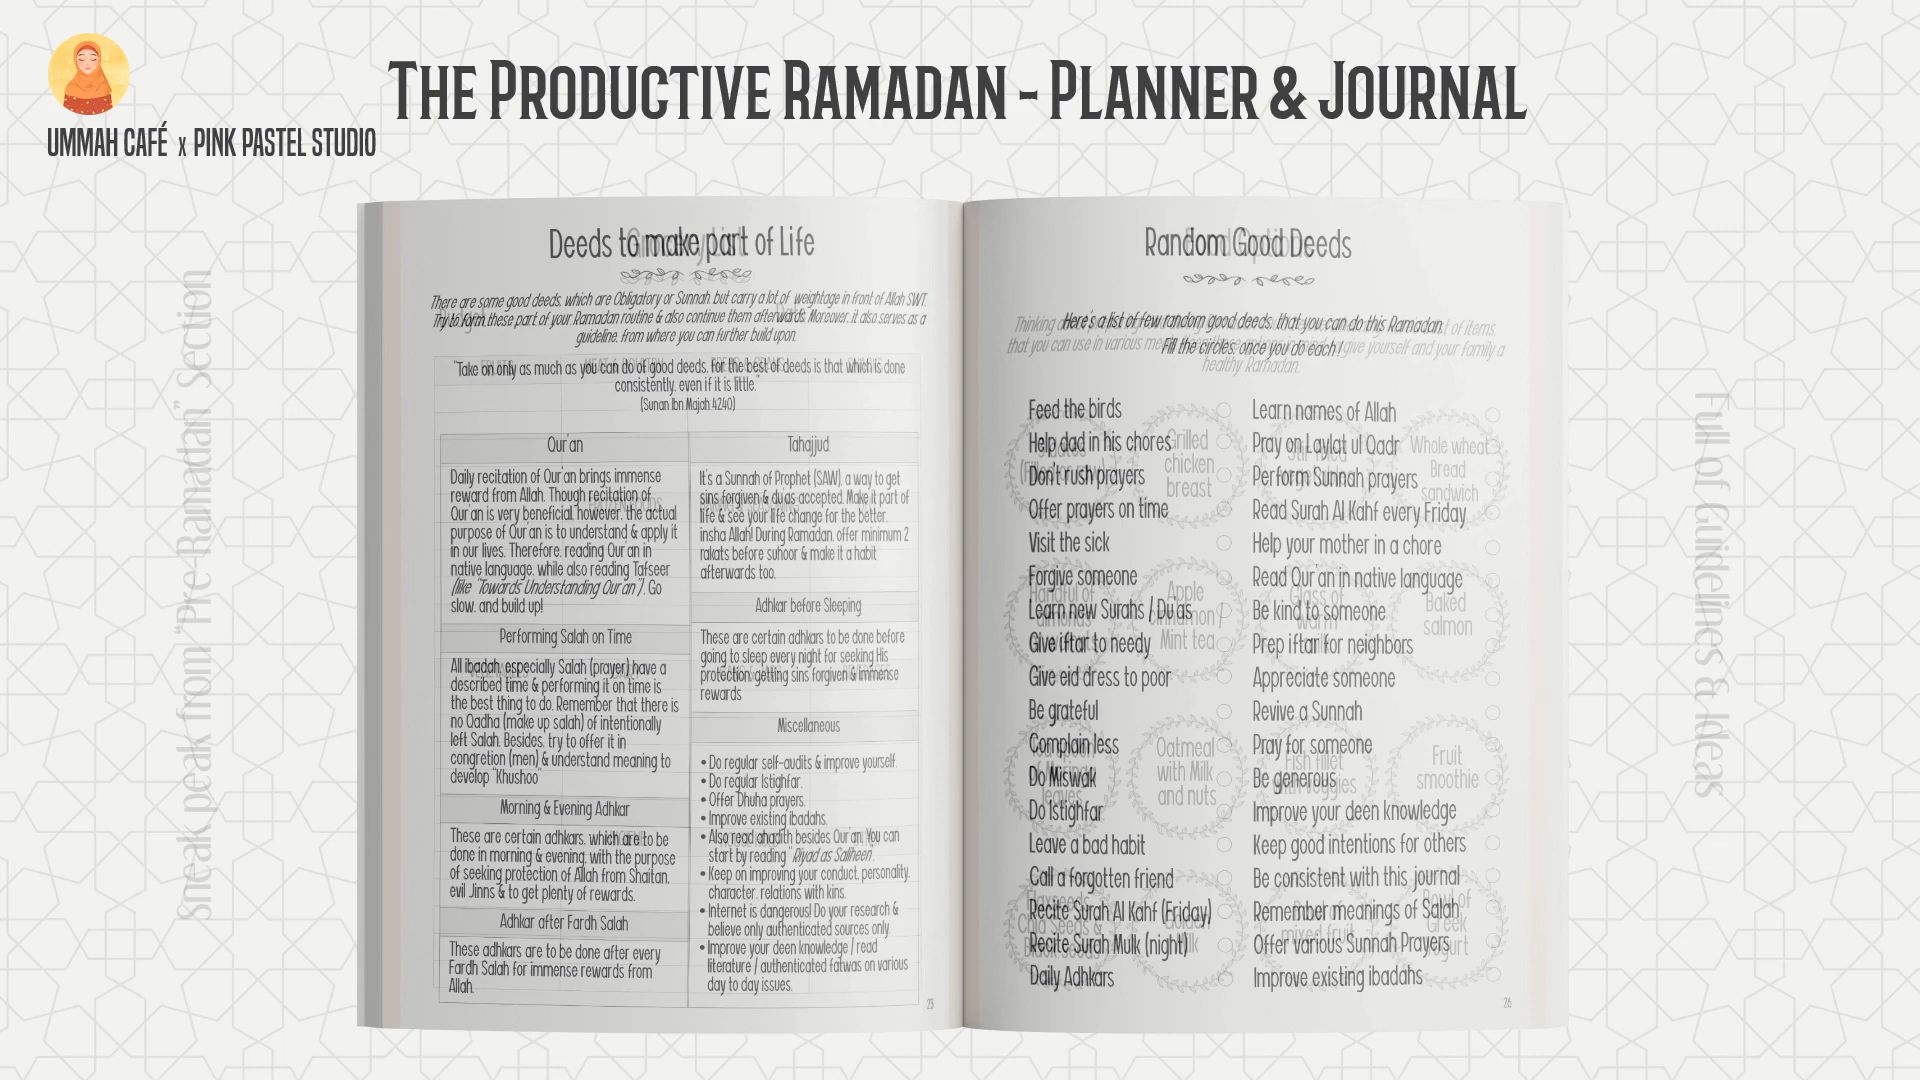 THE PRODUCTIVE RAMADAN - PLANNER & JOURNAL
UMMAH CAFÉ x PINK PASTEL STUDIO
Sneak peak from "Pre-Ramadan" Section
Deeds to make part of Life
There are some good deeds, which are Obligatory or Sunnah, but carry a lot of weightage in front of Allah SWT.
Try to form these part of your Ramadan routine & also continue them afterwards. Moreover, it also serves as a
guideline, from where you can further build upon.
"Take on only as much as you can do of good deeds, for the best of deeds is that which is done
consistently, even if it is little."
(Sunan Ibn Majah 4240)
Qur'an
Daily recitation of Qur'an brings immense
reward from Allah. Though recitation of
Qur'an is very beneficial, however, the actual
purpose of Qur'an is to understand & apply it
in our lives. Therefore, reading Qur'an in
native language, while also reading Tafseer
(like "Towards Understanding Qur'an"). Go
slow, and build up!
Performing Salah on Time
All ibadah, especially Salah (prayer) have a
described time & performing it on time is
the best thing to do. Remember that there is
no Qadha (make up salah) of intentionally
left Salah. Besides, try to offer it in
congretion (men) & understand meaning to
develop "Khushoo"
Morning & Evening Adhkar
These are certain adhkars, which are to be
done in morning & evening, with the purpose
of seeking protection of Allah from Shaitan,
evil Jinns & to get plenty of rewards.
Adhkar after Fardh Salah
These adhkars are to be done after every
Fardh Salah for immense rewards from
Allah.
Tahajjud
It's a Sunnah of Prophet (SAW), a way to get
sins forgiven & du'as accepted. Make it part of
life & see your life change for the better,
insha Allah! During Ramadan, offer minimum 2
rakats before suhoor & make it a habit
afterwards too.
Adhkar before Sleeping
These are certain adhkars to be done before
going to sleep every night for seeking His
protection, getting sins forgiven & immense
rewards
Miscellaneous
• Do regular self-audits & improve yourself.
• Do regular Istighfar.
• Offer Dhuha prayers.
• Improve existing ibadahs.
• Also read ahadith besides Qur'an. You can
start by reading "Riyad as Saliheen".
• Keep on improving your conduct, personality,
character, relations with kins.
• Internet is dangerous! Do your research &
believe only authenticated sources only
• Improve your deen knowledge / read
literature / authenticated fatwas on various
day to day issues.
25
Random Good Deeds
Here's a list of few random good deeds, that you can do this Ramadan.
Fill the circles, once you do each!
Feed the birds
Help dad in his chores
Don't rush prayers
Offer prayers on time
Visit the sick
Forgive someone
Learn new Surahs / Du'as
Give iftar to needy
Give eid dress to poor
Be grateful
Complain less
Do Miswak
Do Istighfar
Leave a bad habit
Call a forgotten friend
Recite Surah Al Kahf (Friday)
Recite Surah Mulk (night)
Daily Adhkars
Learn names of Allah
Pray on Laylat ul Qadr
Perform Sunnah prayers
Read Surah Al Kahf every Friday
Help your mother in a chore
Read Qur'an in native language
Be kind to someone
Prep iftar for neighbors
Appreciate someone
Revive a Sunnah
Pray for someone
Be generous
Improve your deen knowledge
Keep good intentions for others
Be consistent with this journal
Remember meanings of Salah
Offer various Sunnah Prayers
Improve existing ibadahs
Grilled
chicken
breast
Whole wheat
Bread
sandwich
Apple
Mint tea
Baked
salmon
Oatmeal
with Milk
and nuts
Fish fillet
with veggies
Fruit
smoothie
healthy Ramadan.
26
Full of Guidelines & Ideas